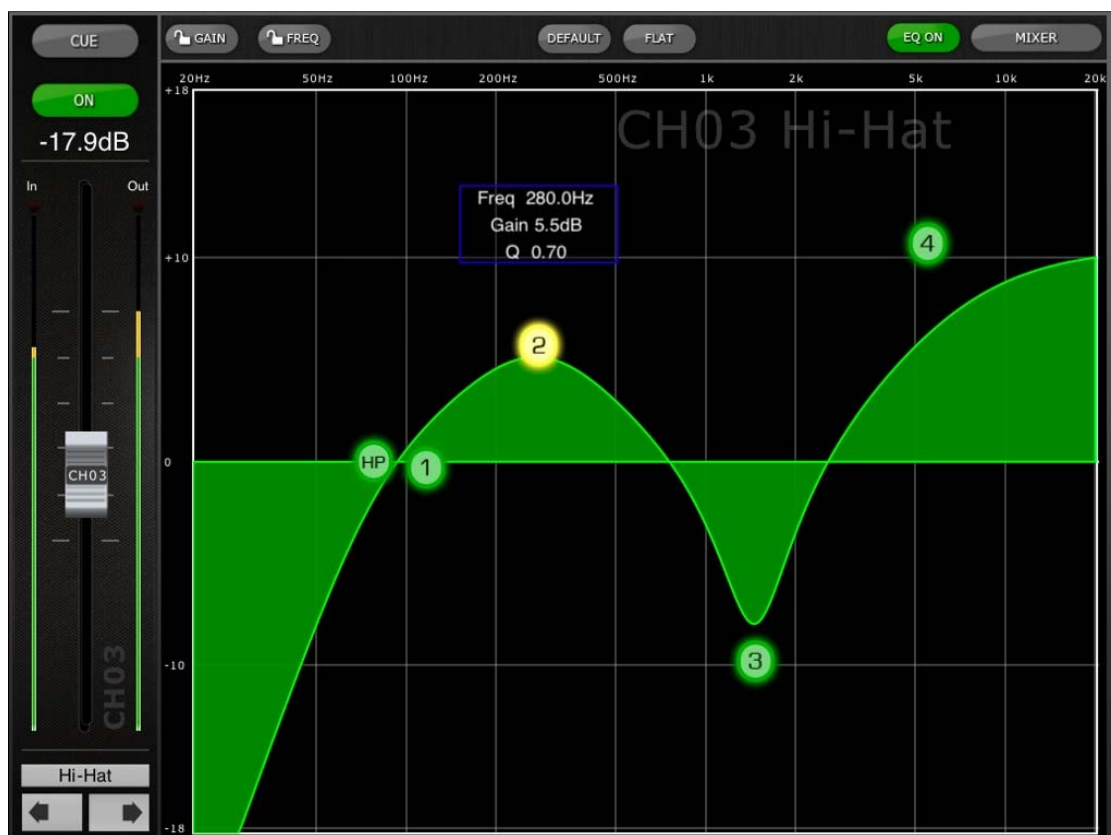 CUE
GAIN
FREQ
DEFAULT
FLAT
EQ ON
MIXER
ON
-17.9dB
In
Out
20Hz 50Hz 100Hz 200Hz 500Hz 1k 2k 5k 10k 20k
+18
CH03 Hi-Hat
Freq 280.0Hz
Gain 5.5dB
Q 0.70
+10
4
2
0
HP
1
3
-10
-18
CH03
CH03
Hi-Hat